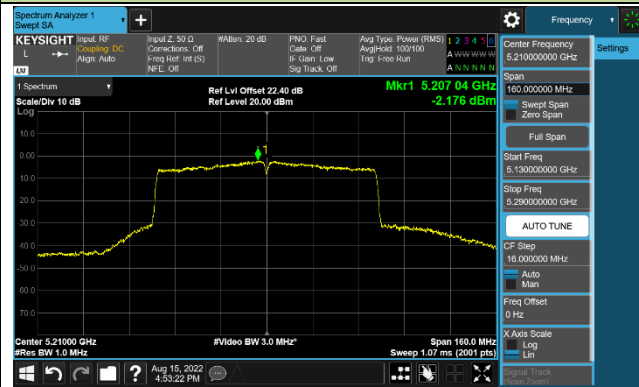 Spectrum Analyzer 1
Swept SA
Frequency
KEYSIGHT
Input: RF
Coupling: DC
Align: Auto
Input Z: 50 Ω
Corrections: Off
Freq Ref: Int (S)
NFE: Off
#Atten: 20 dB
PNO: Fast
Gate: Off
IF Gain: Low
Sig Track: Off
Avg Type: Power (RMS)
Avg|Hold: 100/100
Trig: Free Run
1 2 3 4 5 6
A W W W W W
A N N N N N
L
LXI
1 Spectrum
Scale/Div 10 dB
Log
Ref Lvl Offset 22.40 dB
Ref Level 20.00 dBm
Mkr1 5.207 04 GHz
-2.176 dBm
10.0
0.00
-10.0
-20.0
-30.0
-40.0
-50.0
-60.0
-70.0
1
Center 5.21000 GHz
#Res BW 1.0 MHz
#Video BW 3.0 MHz*
Span 160.0 MHz
Sweep 1.07 ms (2001 pts)
Center Frequency
5.210000000 GHz
Settings
Span
160.000000 MHz
Swept Span
Zero Span
Full Span
Start Freq
5.130000000 GHz
Stop Freq
5.290000000 GHz
AUTO TUNE
CF Step
16.000000 MHz
Auto
Man
Freq Offset
0 Hz
X Axis Scale
Log
Lin
Signal Track
(Span Zoom)
Aug 15, 2022
4:53:22 PM